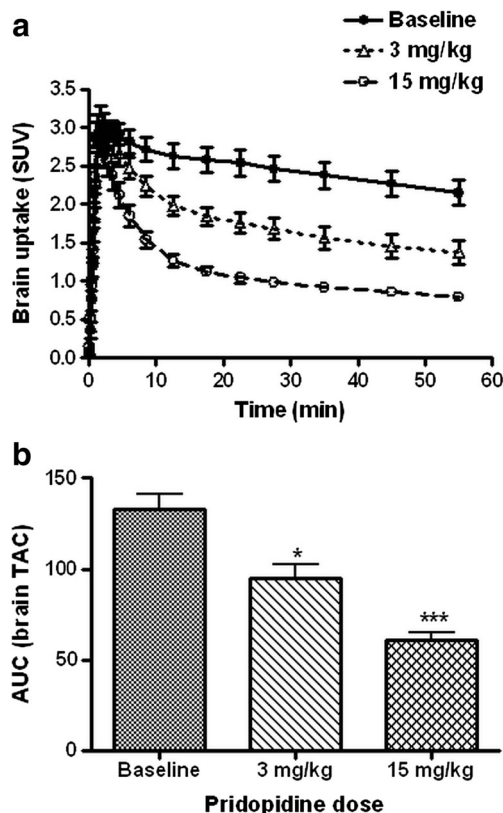 a
Baseline
3 mg/kg
15 mg/kg
Brain uptake (SUV)
3.5
3.0
2.5
2.0
1.5
1.0
0.5
0.0
0 10 20 30 40 50 60
Time (min)
b
AUC (brain TAC)
150
100
50
0
*
***
Baseline 3 mg/kg 15 mg/kg
Pridopidine dose